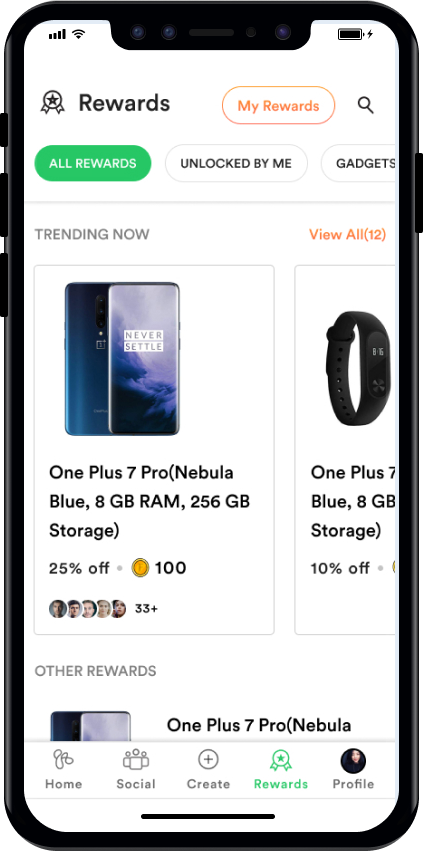 Rewards
My Rewards
ALL REWARDS
UNLOCKED BY ME
GADGETS
TRENDING NOW
View All(12)
NEVER
SETTLE
8:16
One Plus 7 Pro(Nebula
Blue, 8 GB RAM, 256 GB
Storage)
25% off
100
33+
One Plus 7
Blue, 8 GB
Storage)
10% off
OTHER REWARDS
One Plus 7 Pro(Nebula
Home
Social
Create
Rewards
Profile